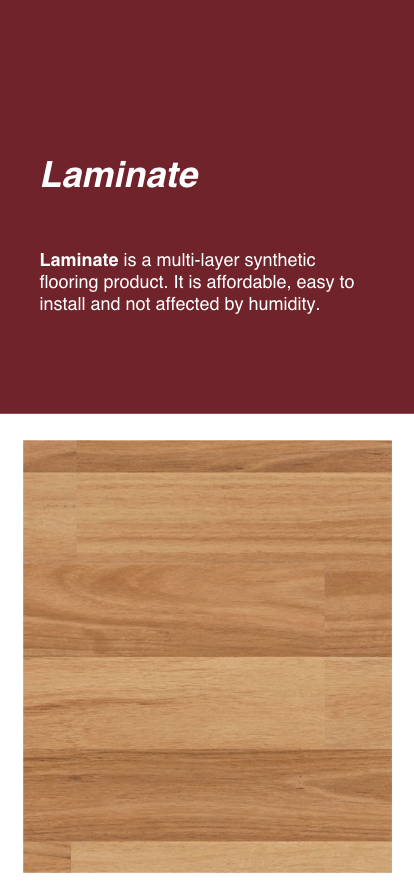 Laminate
Laminate is a multi-layer synthetic
flooring product. It is affordable, easy to
install and not affected by humidity.